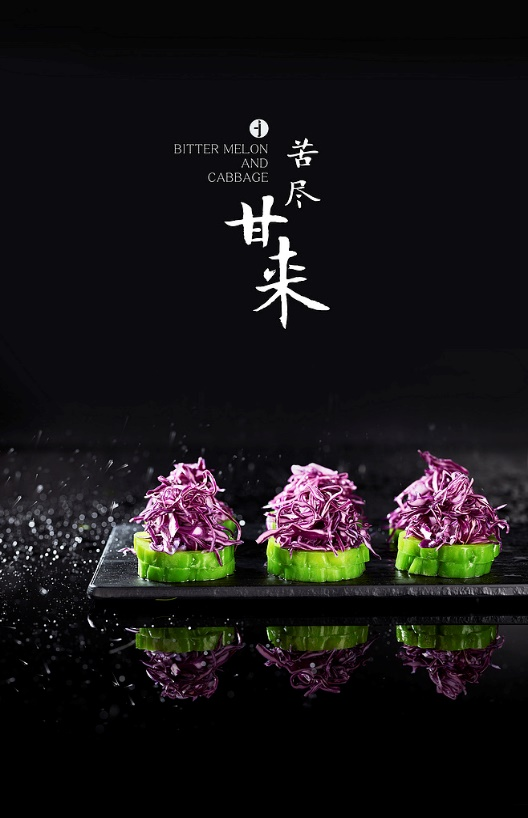 BITTER MELON
AND
CABBAGE
苦尽
甘来